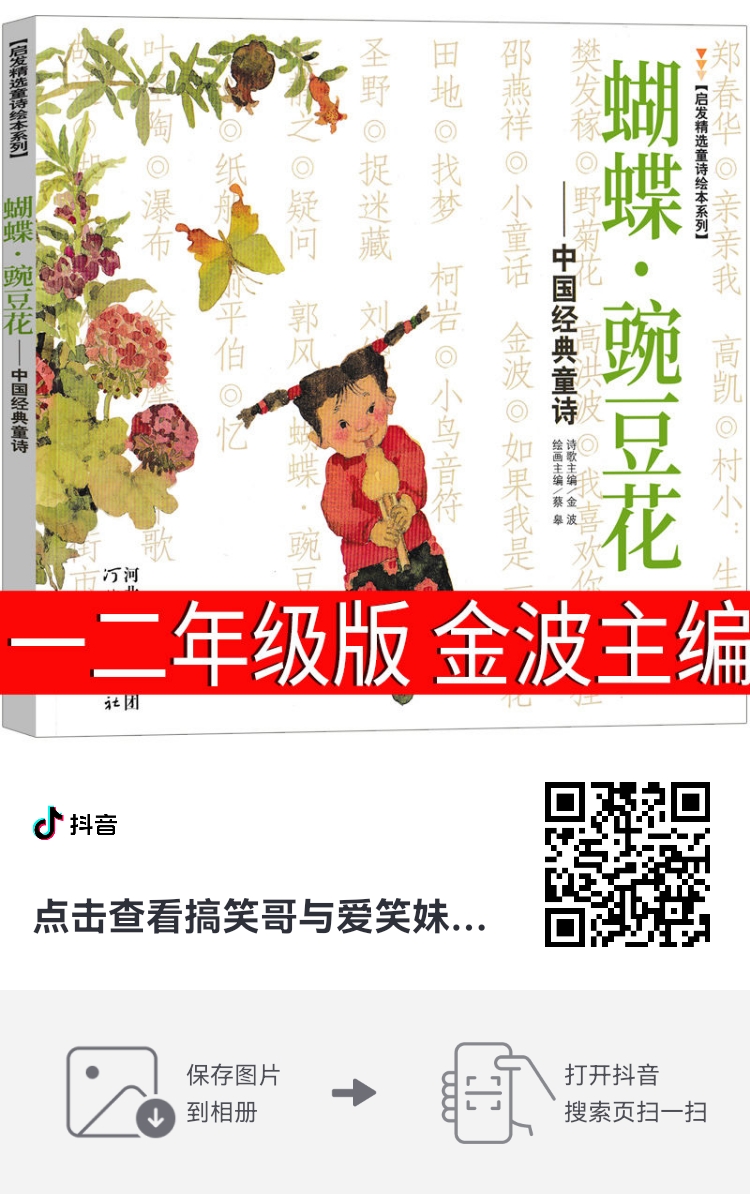 【启发精选童诗绘本系列】
蝴蝶·豌豆花——中国经典童诗
【启发精选童诗绘本系列】
蝴蝶·豌豆花
——中国经典童诗
诗歌主编/金 波
绘画主编/蔡 皋
郑春华◎亲亲我 高凯◎村小:生
樊发稼◎野菊花 高洪波◎我喜欢你
邵燕祥◎小童话 金波◎如果我是一
田地◎找梦 柯岩◎小鸟音符
圣野◎捉迷藏 刘
之◎疑问 郭风 蝴蝶·豌豆
◎纸船 张平伯◎忆
叶圣陶◎瀑布 徐 歌
街市
河北
团
社
一二年级版 金波主编
抖音
点击查看搞笑哥与爱笑妹...
保存图片
到相册
打开抖音
搜索页扫一扫